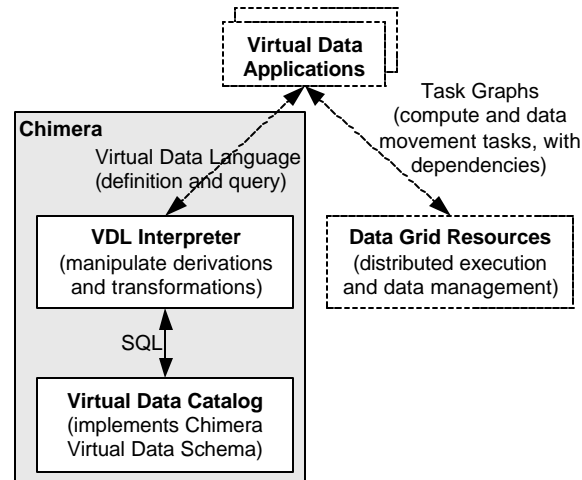 Virtual Data
Applications
Task Graphs
(compute and data
movement tasks, with
dependencies)
Chimera
Virtual Data Language
(definition and query)
VDL Interpreter
(manipulate derivations
and transformations)
Data Grid Resources
(distributed execution
and data management)
SQL
Virtual Data Catalog
(implements Chimera
Virtual Data Schema)